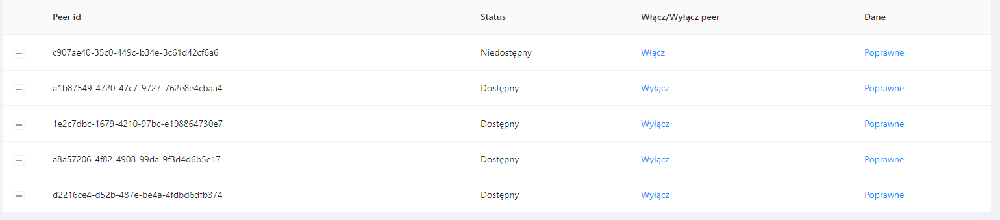 Peer id Status Włącz/Wyłącz peer Dane
c907ae40-35c0-449c-b34e-3c61d42cf6a6 Niedostępny Włącz Poprawne
a1b87549-4720-47c7-9727-762e8e4cbaa4 Dostępny Wyłącz Poprawne
1e2c7dbc-1679-4210-97bc-e198864730e7 Dostępny Wyłącz Poprawne
a8a57206-4f82-4908-99da-9f3d4d6b5e17 Dostępny Wyłącz Poprawne
d2216ce4-d52b-487e-be4a-4fdbd6dfb374 Dostępny Wyłącz Poprawne